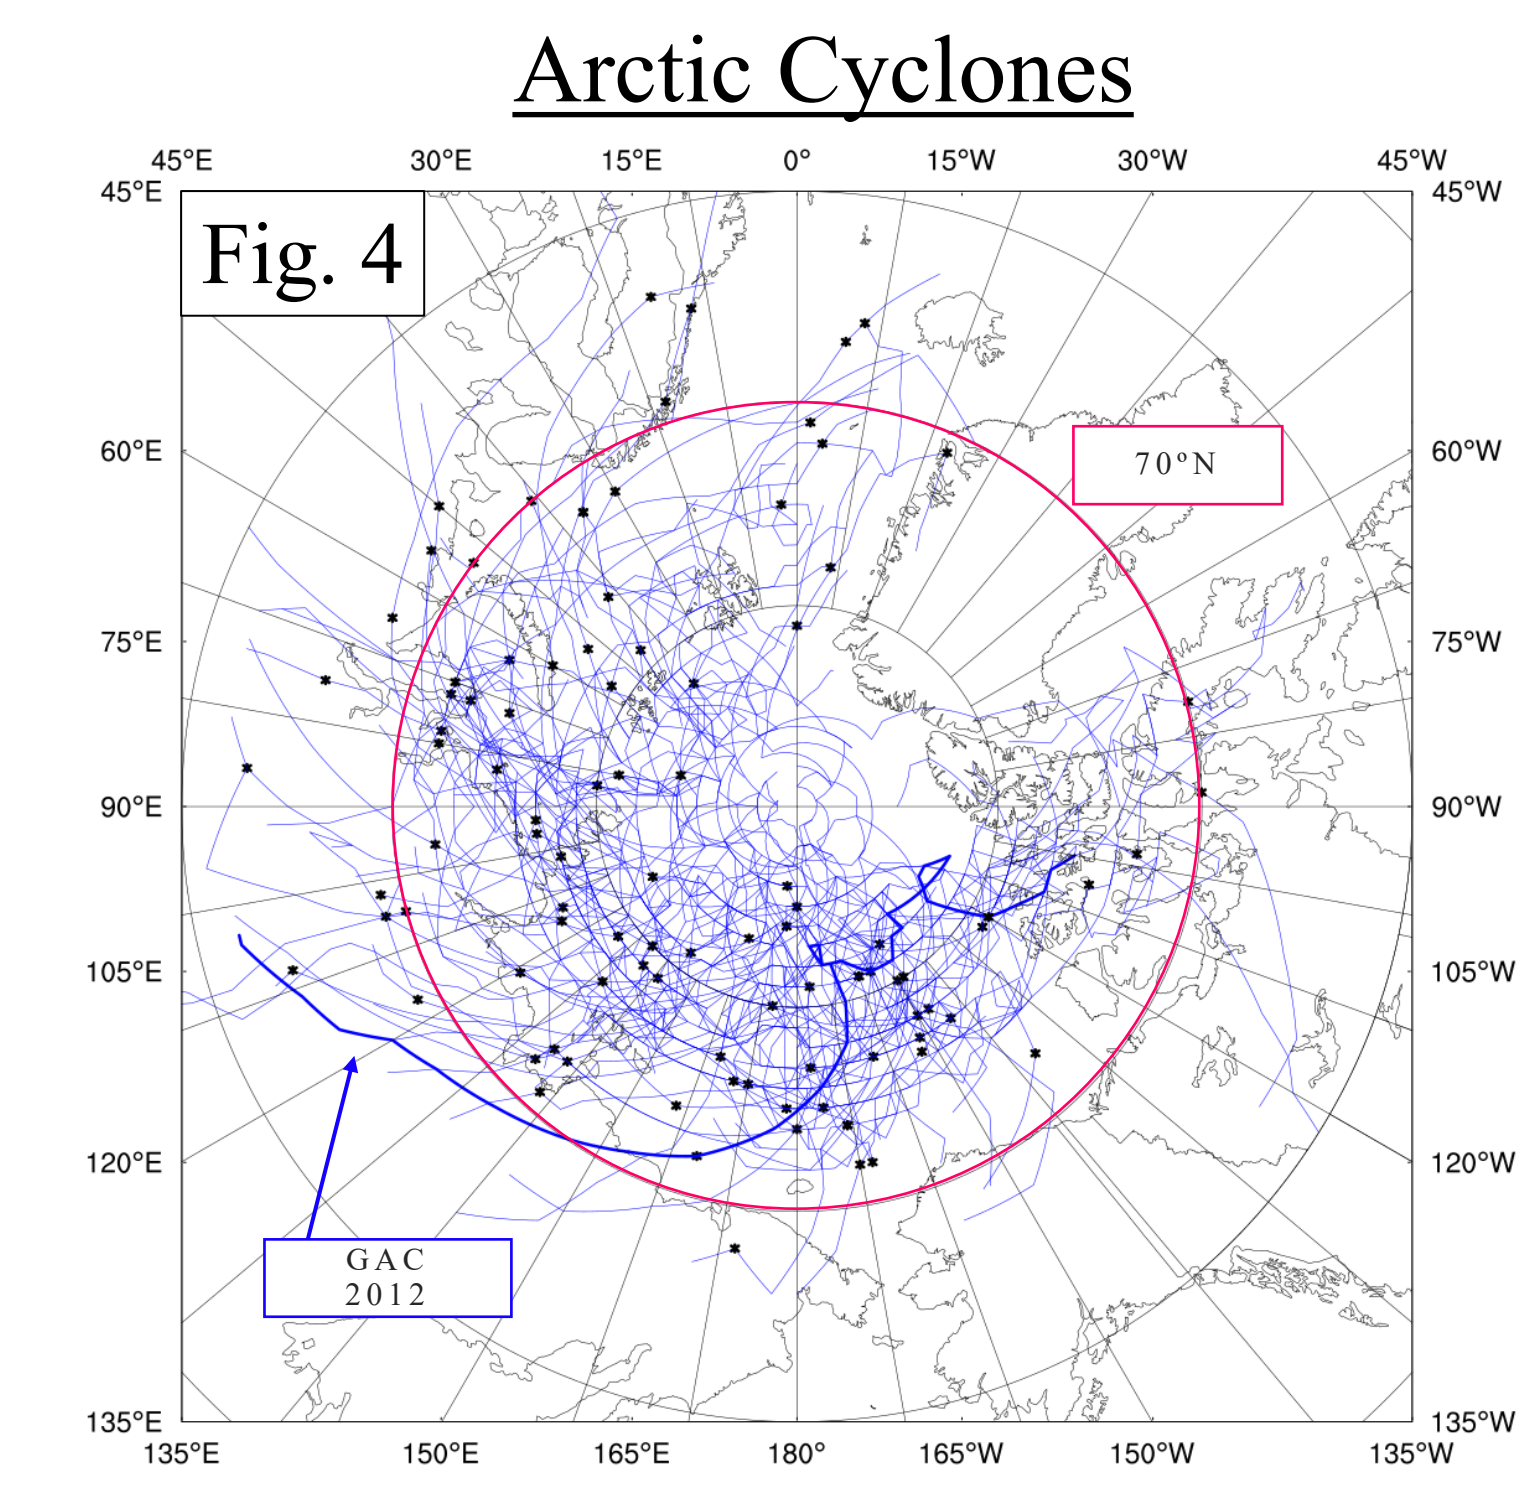 Arctic Cyclones
45°E 30°E 15°E 0° 15°W 30°W 45°W
45°E 45°W
Fig. 4
60°E 60°W
70°N
75°E 75°W
90°E 90°W
105°E 105°W
120°E 120°W
GAC
2012
135°E 135°W
135°E 150°E 165°E 180° 165°W 150°W 135°W